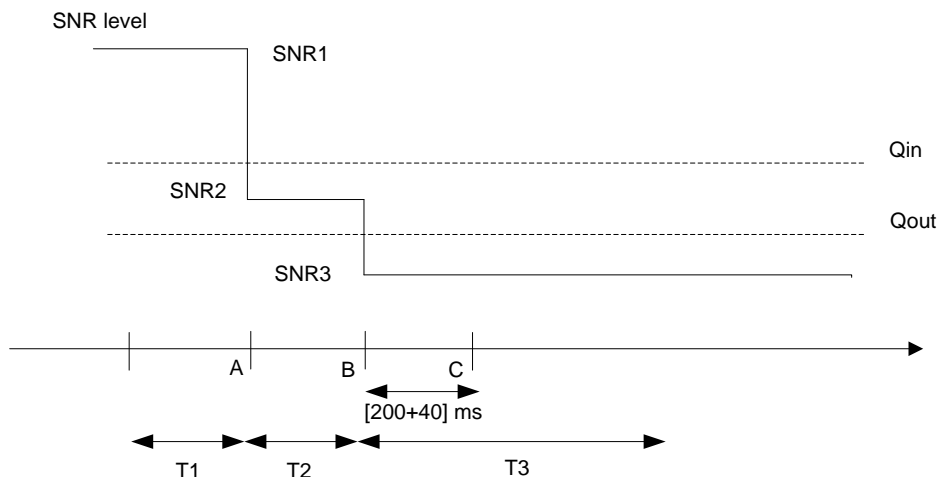 SNR level
SNR1
Qin
SNR2
Qout
SNR3
A
B
C
[200+40] ms
T1
T2
T3